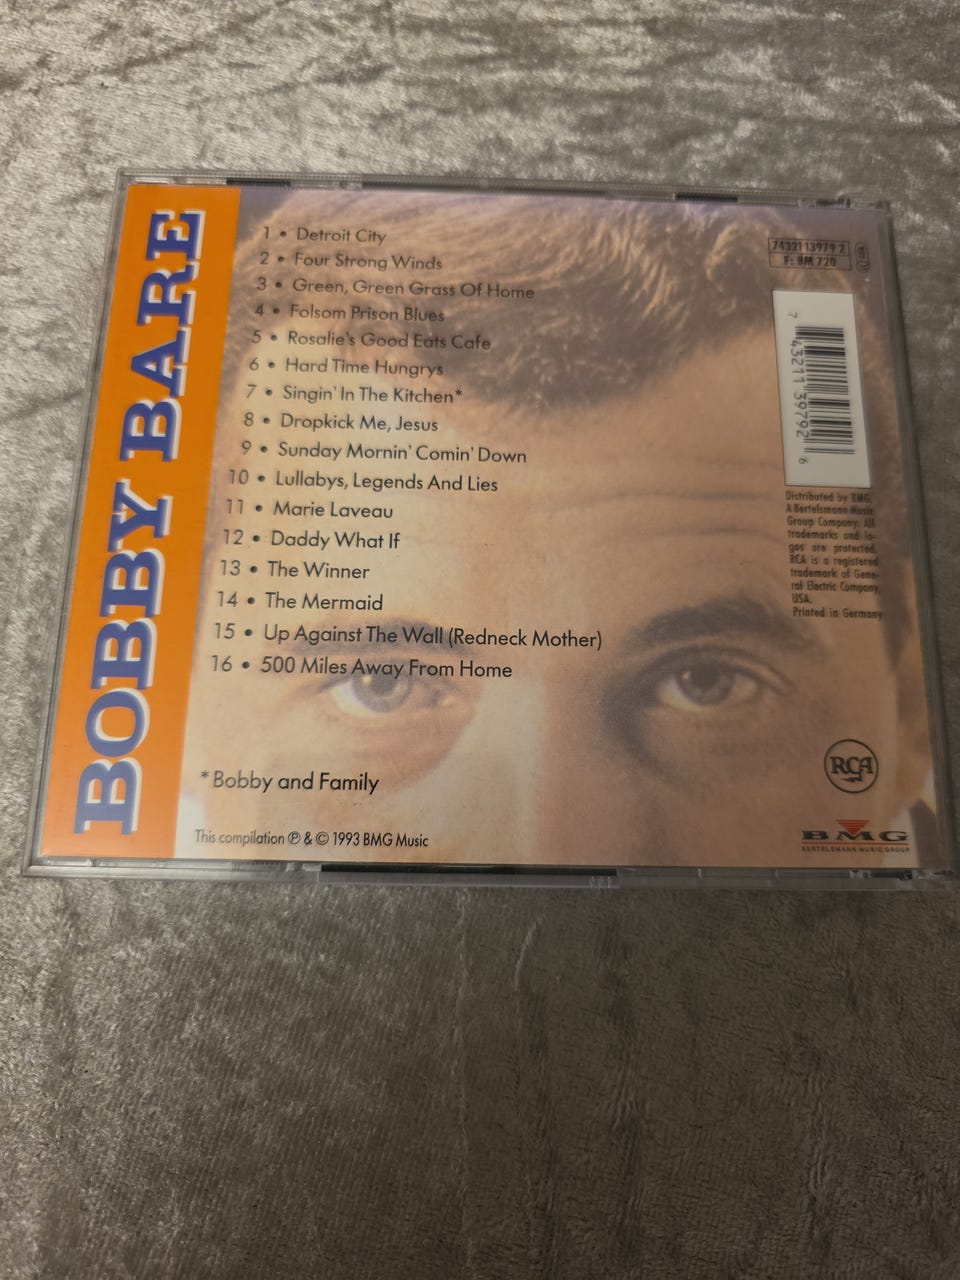 BOBBY BARE
1 • Detroit City
2 • Four Strong Winds
3 • Green, Green Grass Of Home
4 • Folsom Prison Blues
5 • Rosalie's Good Eats Cafe
6 • Hard Time Hungrys
7 • Singin' In The Kitchen*
8 • Dropkick Me, Jesus
9 • Sunday Mornin' Comin' Down
10 • Lullabys, Legends And Lies
11 • Marie Laveau
12 • Daddy What If
13 • The Winner
14 • The Mermaid
15 • Up Against The Wall (Redneck Mother)
16 • 500 Miles Away From Home
*Bobby and Family
This compilation ℗ & © 1993 BMG Music
74321 13979 2
F: BM 720
7 43211 39792 6
Distributed by BMG,
A Bertelsmann Music
Group Company. All
trademarks and lo-
gos are protected.
RCA is a registered
trademark of Gene-
ral Electric Company,
USA.
Printed in Germany
RCA
BMG
BERTELSMANN MUSIC GROUP